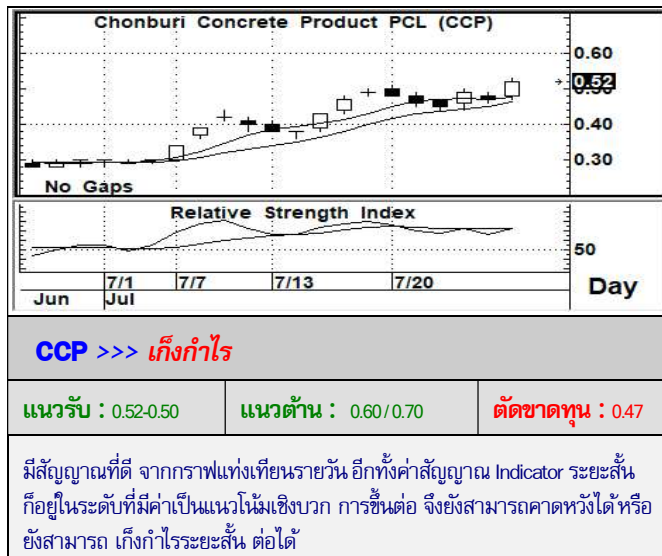 Chonburi Concrete Product PCL (CCP)
0.60
0.52
0.40
0.30
No Gaps
Relative Strength Index
50
7/1 7/7 7/13 7/20
Jun Jul
Day
CCP >>> เก็งกำไร
แนวรับ : 0.52-0.50 แนวต้าน : 0.60/0.70 ตัดขาดทุน : 0.47
มีสัญญาณที่ดี จากกราฟแท่งเทียนรายวัน อีกทั้งค่าสัญญาณ Indicator ระยะสั้น
ก็อยู่ในระดับที่มีค่าเป็นแนวโน้มเชิงบวก การขึ้นต่อ จึงยังสามารถคาดหวังได้หรือ
ยังสามารถ เก็งกำไรระยะสั้น ต่อได้